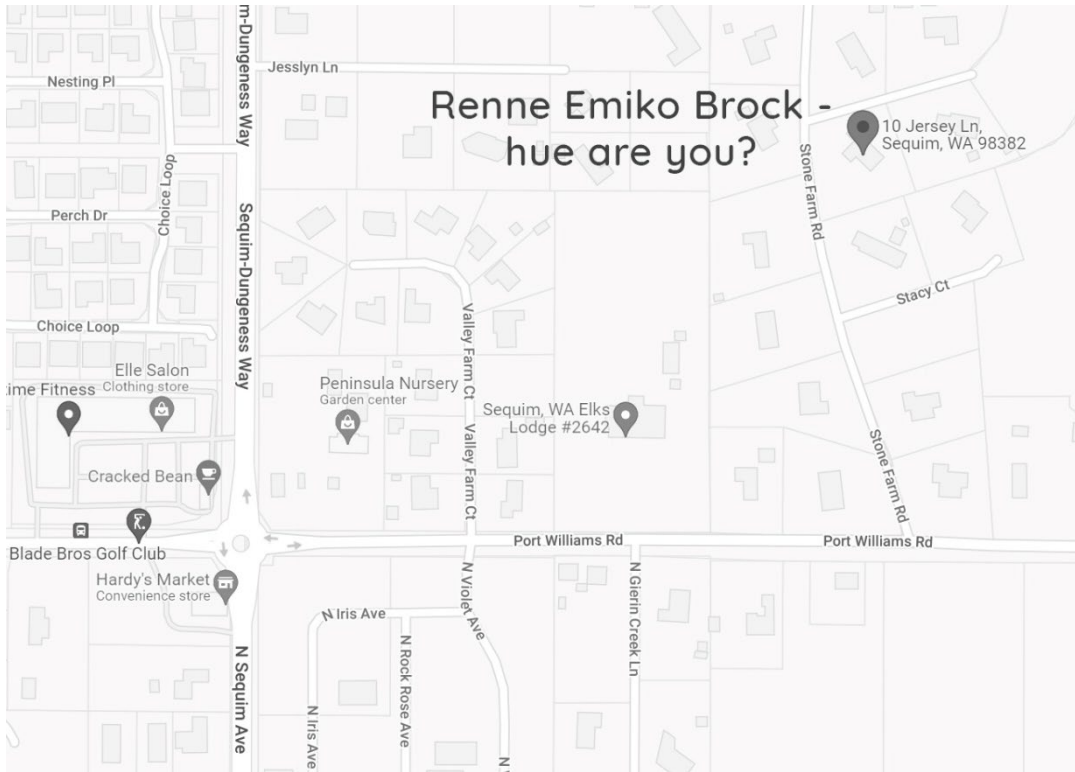 m-Dungeness Way
Jesslyn Ln
Nesting Pl
Renne Emiko Brock -
hue are you?
10 Jersey Ln,
Sequim, WA 98382
Choice Loop
Stone Farm Rd
Perch Dr
Sequim-Dungeness Way
Stacy Ct
Choice Loop
Valley Farm Ct
Elle Salon
Clothing store
ime Fitness
Peninsula Nursery
Garden center
Sequim, WA Elks
Lodge #2642
Valley Farm Ct
Stone Farm Rd
Cracked Bean
Port Williams Rd
Port Williams Rd
Blade Bros Golf Club
Hardy's Market
Convenience store
N Violet Ave
N Gierin Creek Ln
N Iris Ave
N Rock Rose Ave
N Sequim Ave
N Iris Ave
N